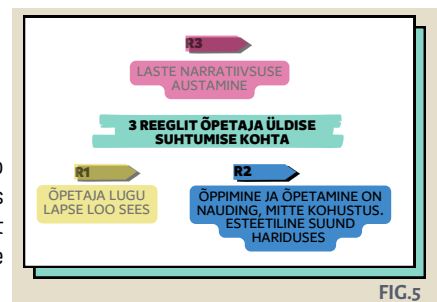 R3
LASTE NARRATIIVSUSE
AUSTAMINE
3 REEGLIT ÕPETAJA ÜLDISE
SUHTUMISE KOHTA
R1
ÕPETAJA LUGU
LAPSE LOO SEES
R2
ÕPPIMINE JA ÕPETAMINE ON
NAUDING, MITTE KOHUSTUS.
ESTEETILINE SUUND
HARIDUSES
FIG.5